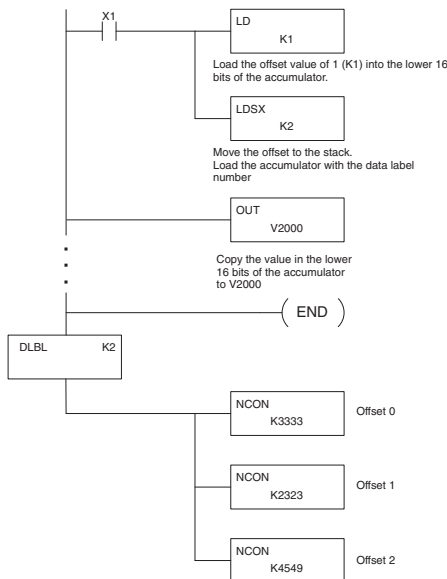 X1
LD
K1
Load the offset value of 1 (K1) into the lower 16
bits of the accumulator.
LDSX
K2
Move the offset to the stack.
Load the accumulator with the data label
number
OUT
V2000
Copy the value in the lower
16 bits of the accumulator
to V2000
END
DLBL K2
NCON
K3333
Offset 0
NCON
K2323
Offset 1
NCON
K4549
Offset 2